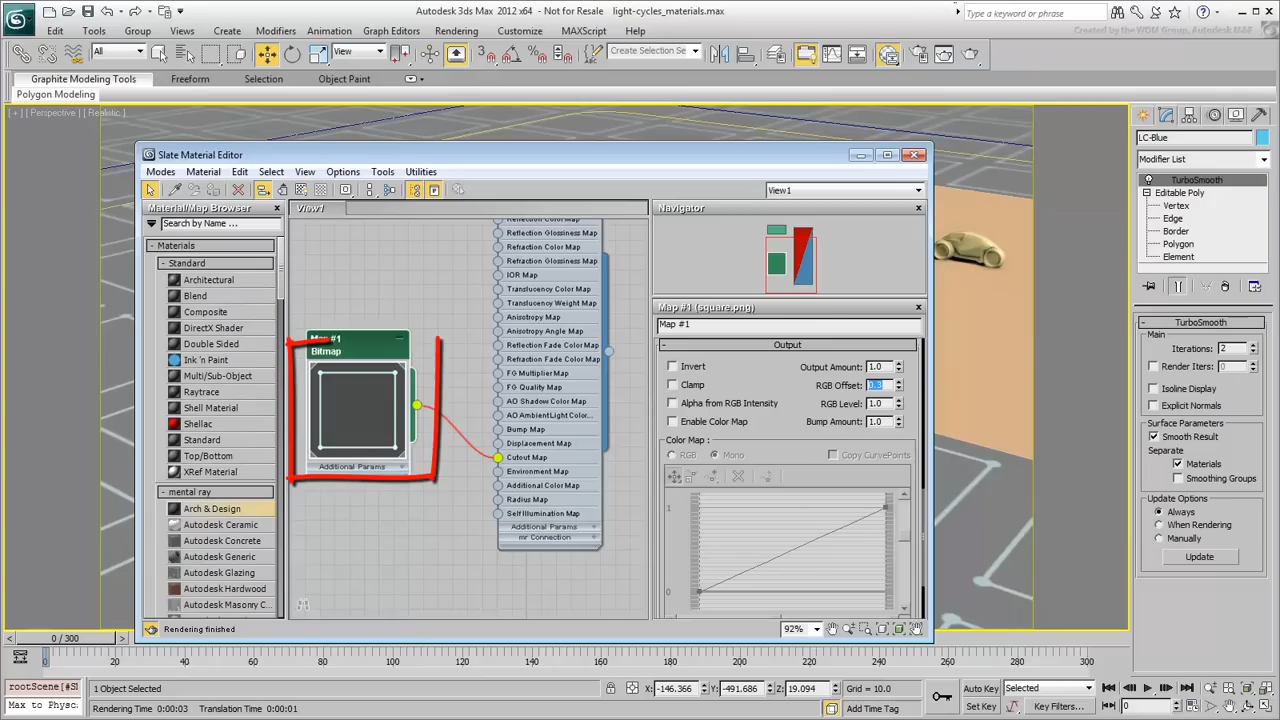 Autodesk 3ds Max 2012 x64 - Not for Resale light-cycles_materials.max
Type a keyword or phrase
Edit Tools Group Views Create Modifiers Animation Graph Editors Rendering Customize MAXScript Help
Created by the WDM Group, Autodesk M&E
All View Create Selection Se
Graphite Modeling Tools Freeform Selection Object Paint
Polygon Modeling
[ + ] [ Perspective ] [ Realistic ]
LC-Blue
Modifier List
TurboSmooth
Editable Poly
Vertex
Edge
Border
Polygon
Element
TurboSmooth
Main
Iterations: 2
Render Iters: 0
Isoline Display
Explicit Normals
Surface Parameters
Smooth Result
Separate
Materials
Smoothing Groups
Update Options
Always
When Rendering
Manually
Update
Slate Material Editor
Modes Material Edit Select View Options Tools Utilities
View1
Material/Map Browser
Search by Name ...
Materials
Standard
Architectural
Blend
Composite
DirectX Shader
Double Sided
Ink 'n Paint
Multi/Sub-Object
Raytrace
Shell Material
Shellac
Standard
Top/Bottom
XRef Material
mental ray
Arch & Design
Autodesk Ceramic
Autodesk Concrete
Autodesk Generic
Autodesk Glazing
Autodesk Hardwood
Autodesk Masonry C...
View1
Map #1
Bitmap
Additional Params
Reflection Color Map
Reflection Glossiness Map
Refraction Color Map
Refraction Glossiness Map
IOR Map
Translucency Color Map
Translucency Weight Map
Anisotropy Map
Anisotropy Angle Map
Reflection Fade Color Map
Refraction Fade Color Map
FG Multiplier Map
FG Quality Map
AO Shadow Color Map
AO AmbientLight Color...
Bump Map
Displacement Map
Cutout Map
Environment Map
Additional Color Map
Radius Map
Self Illumination Map
Additional Params
mr Connection
Navigator
Map #1 (square.png)
Map #1
Output
Invert Output Amount: 1.0
Clamp RGB Offset: 0.3
Alpha from RGB Intensity RGB Level: 1.0
Enable Color Map Bump Amount: 1.0
Color Map :
RGB Mono Copy CurvePoints
1
0
Rendering finished 92%
0 / 300
0 20 40 60 80 100 120 140 160 180 200 220 240 260 280 300
rootScene[#S 1 Object Selected X: -146.366 Y: -491.686 Z: 19.094 Grid = 10.0 Auto Key Selected
Max to Physc Rendering Time 0:00:03 Translation Time 0:00:01 Add Time Tag Set Key Key Filters... 0